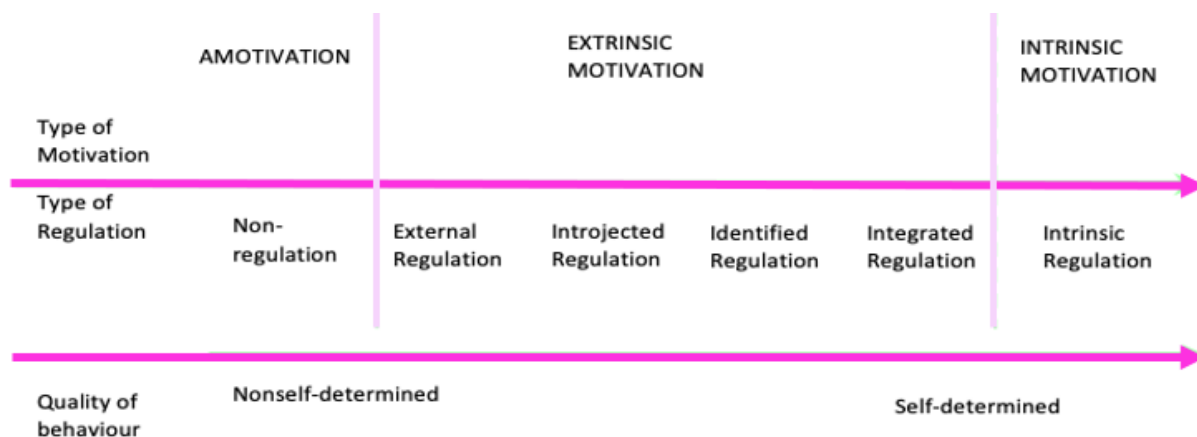 AMOTIVATION
EXTRINSIC
MOTIVATION
INTRINSIC
MOTIVATION
Type of
Motivation
Type of
Regulation
Non-
regulation
External
Regulation
Introjected
Regulation
Identified
Regulation
Integrated
Regulation
Intrinsic
Regulation
Quality of
behaviour
Nonself-determined
Self-determined